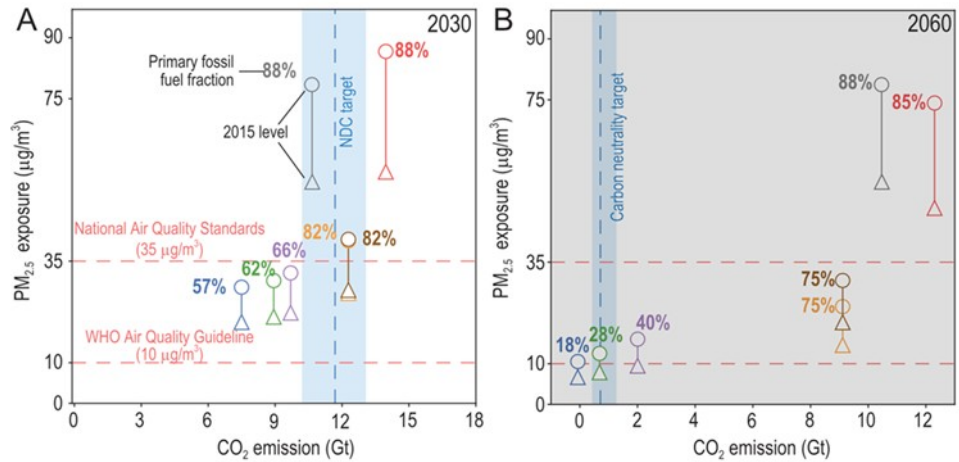 A
2030
90
88%
Primary fossil
fuel fraction
88%
75
2015 level
NDC target
PM2.5 exposure (μg/m3)
National Air Quality Standards
(35 μg/m3)
82%
82%
66%
35
62%
57%
WHO Air Quality Guideline
(10 μg/m3)
10
0
0 3 6 9 12 15 18
CO2 emission (Gt)
B
2060
90
88%
85%
75
Carbon neutrality target
PM2.5 exposure (μg/m3)
35
75%
75%
40%
28%
18%
10
0
0 2 4 6 8 10 12
CO2 emission (Gt)